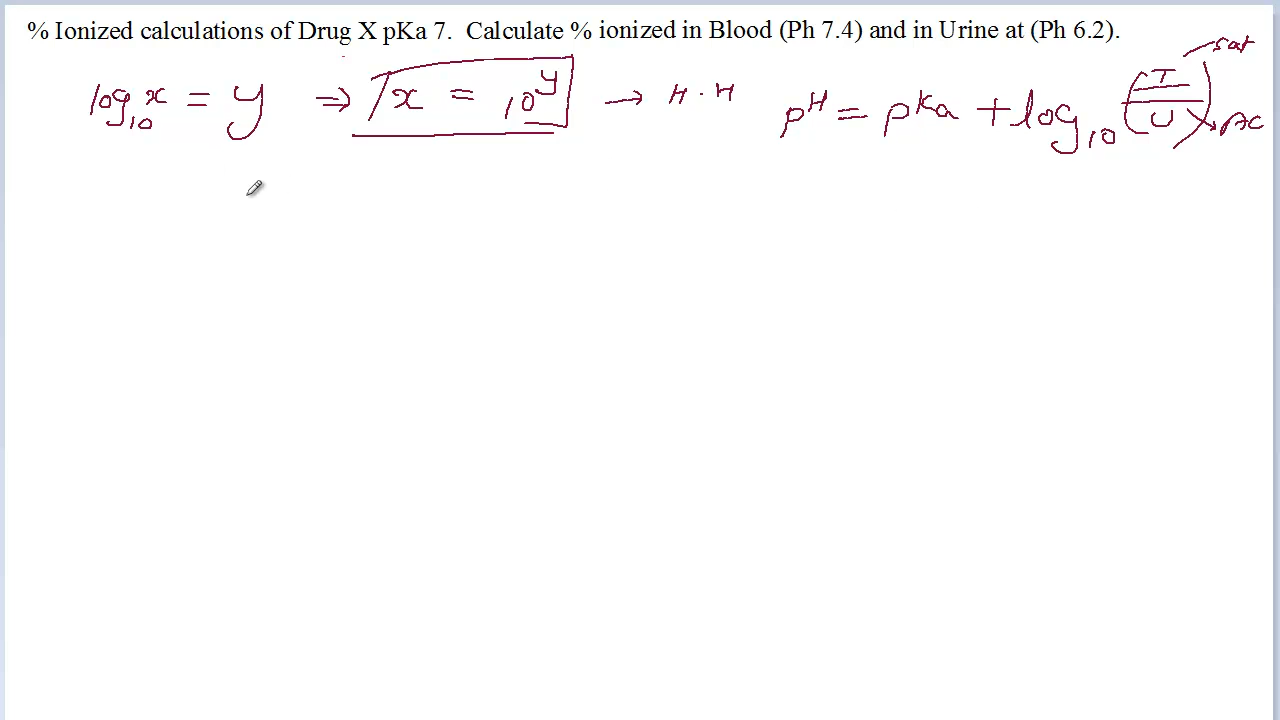 % Ionized calculations of Drug X pKa 7. Calculate % ionized in Blood (Ph 7.4) and in Urine at (Ph 6.2).
log₁₀ x = y ⇒ x = 10^y → H.H pH = pKa + log₁₀ (I/U) AC